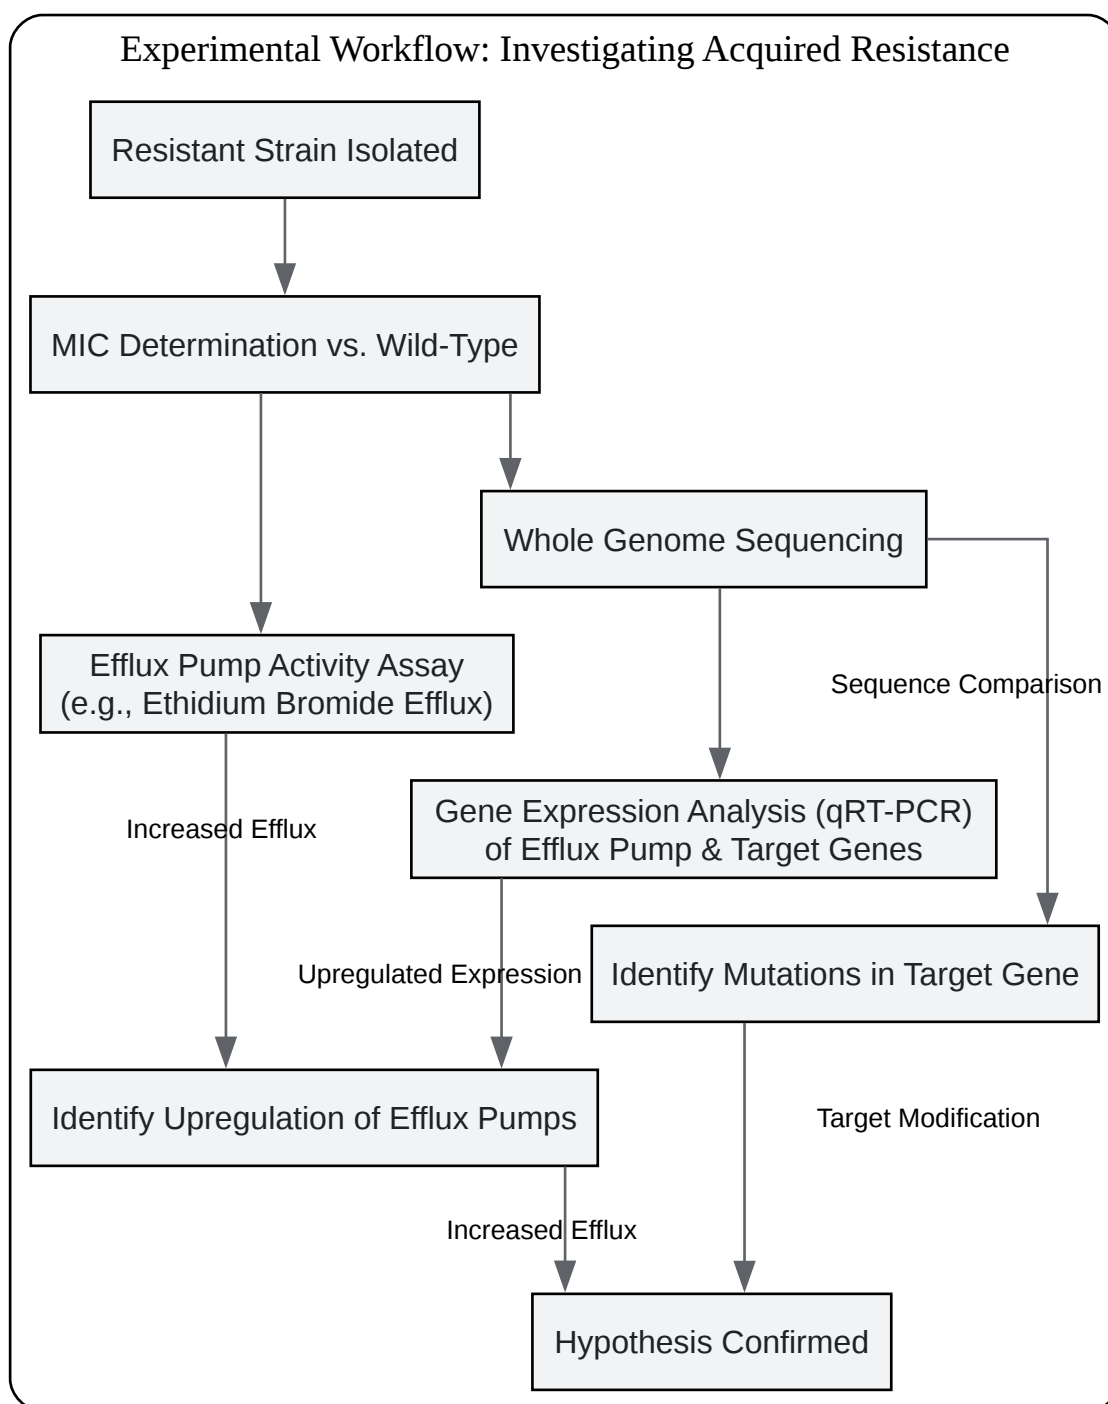 Experimental Workflow: Investigating Acquired Resistance
Resistant Strain Isolated
MIC Determination vs. Wild-Type
Whole Genome Sequencing
Efflux Pump Activity Assay
(e.g., Ethidium Bromide Efflux)
Sequence Comparison
Increased Efflux
Gene Expression Analysis (qRT-PCR)
of Efflux Pump & Target Genes
Upregulated Expression
Identify Mutations in Target Gene
Identify Upregulation of Efflux Pumps
Target Modification
Increased Efflux
Hypothesis Confirmed